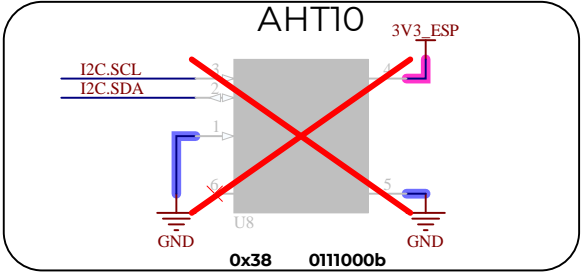 AHT10
3V3_ESP
I2C.SCL 3 4
I2C.SDA 2
1
6 5
U8
GND GND
0x38 0111000b